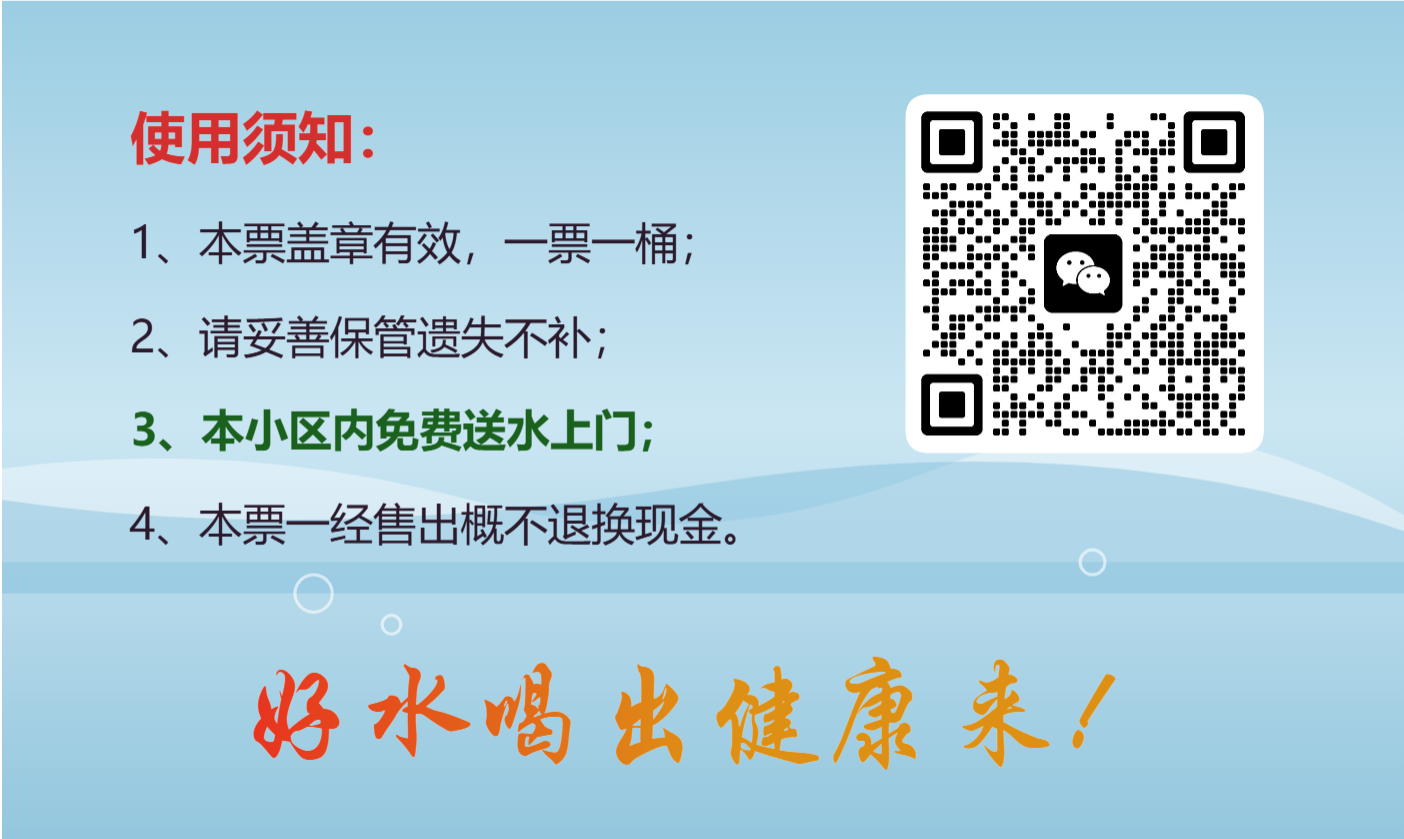 使用须知：
1、本票盖章有效，一票一桶；
2、请妥善保管遗失不补；
3、本小区内免费送水上门；
4、本票一经售出概不退换现金。
好水喝出健康来！